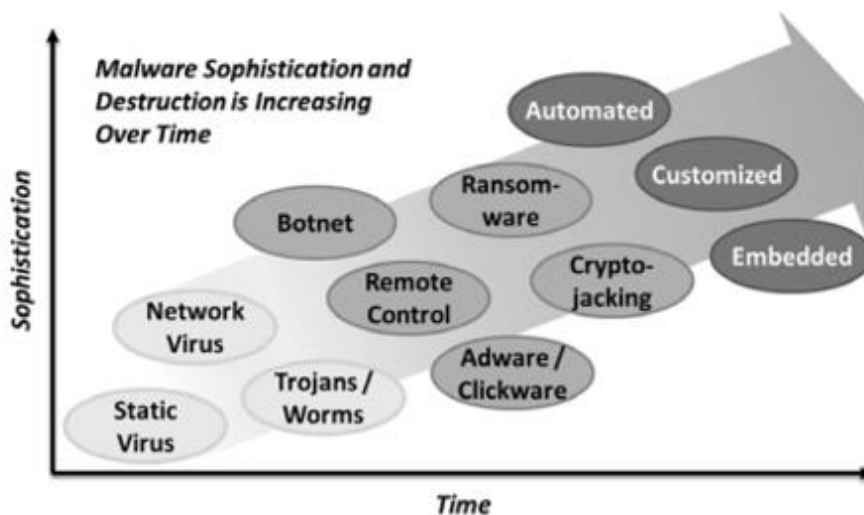 Malware Sophistication and
Destruction is Increasing
Over Time
Automated
Customized
Ransom-
ware
Botnet
Embedded
Crypto-
jacking
Remote
Control
Network
Virus
Adware /
Clickware
Trojans /
Worms
Static
Virus
Sophistication
Time